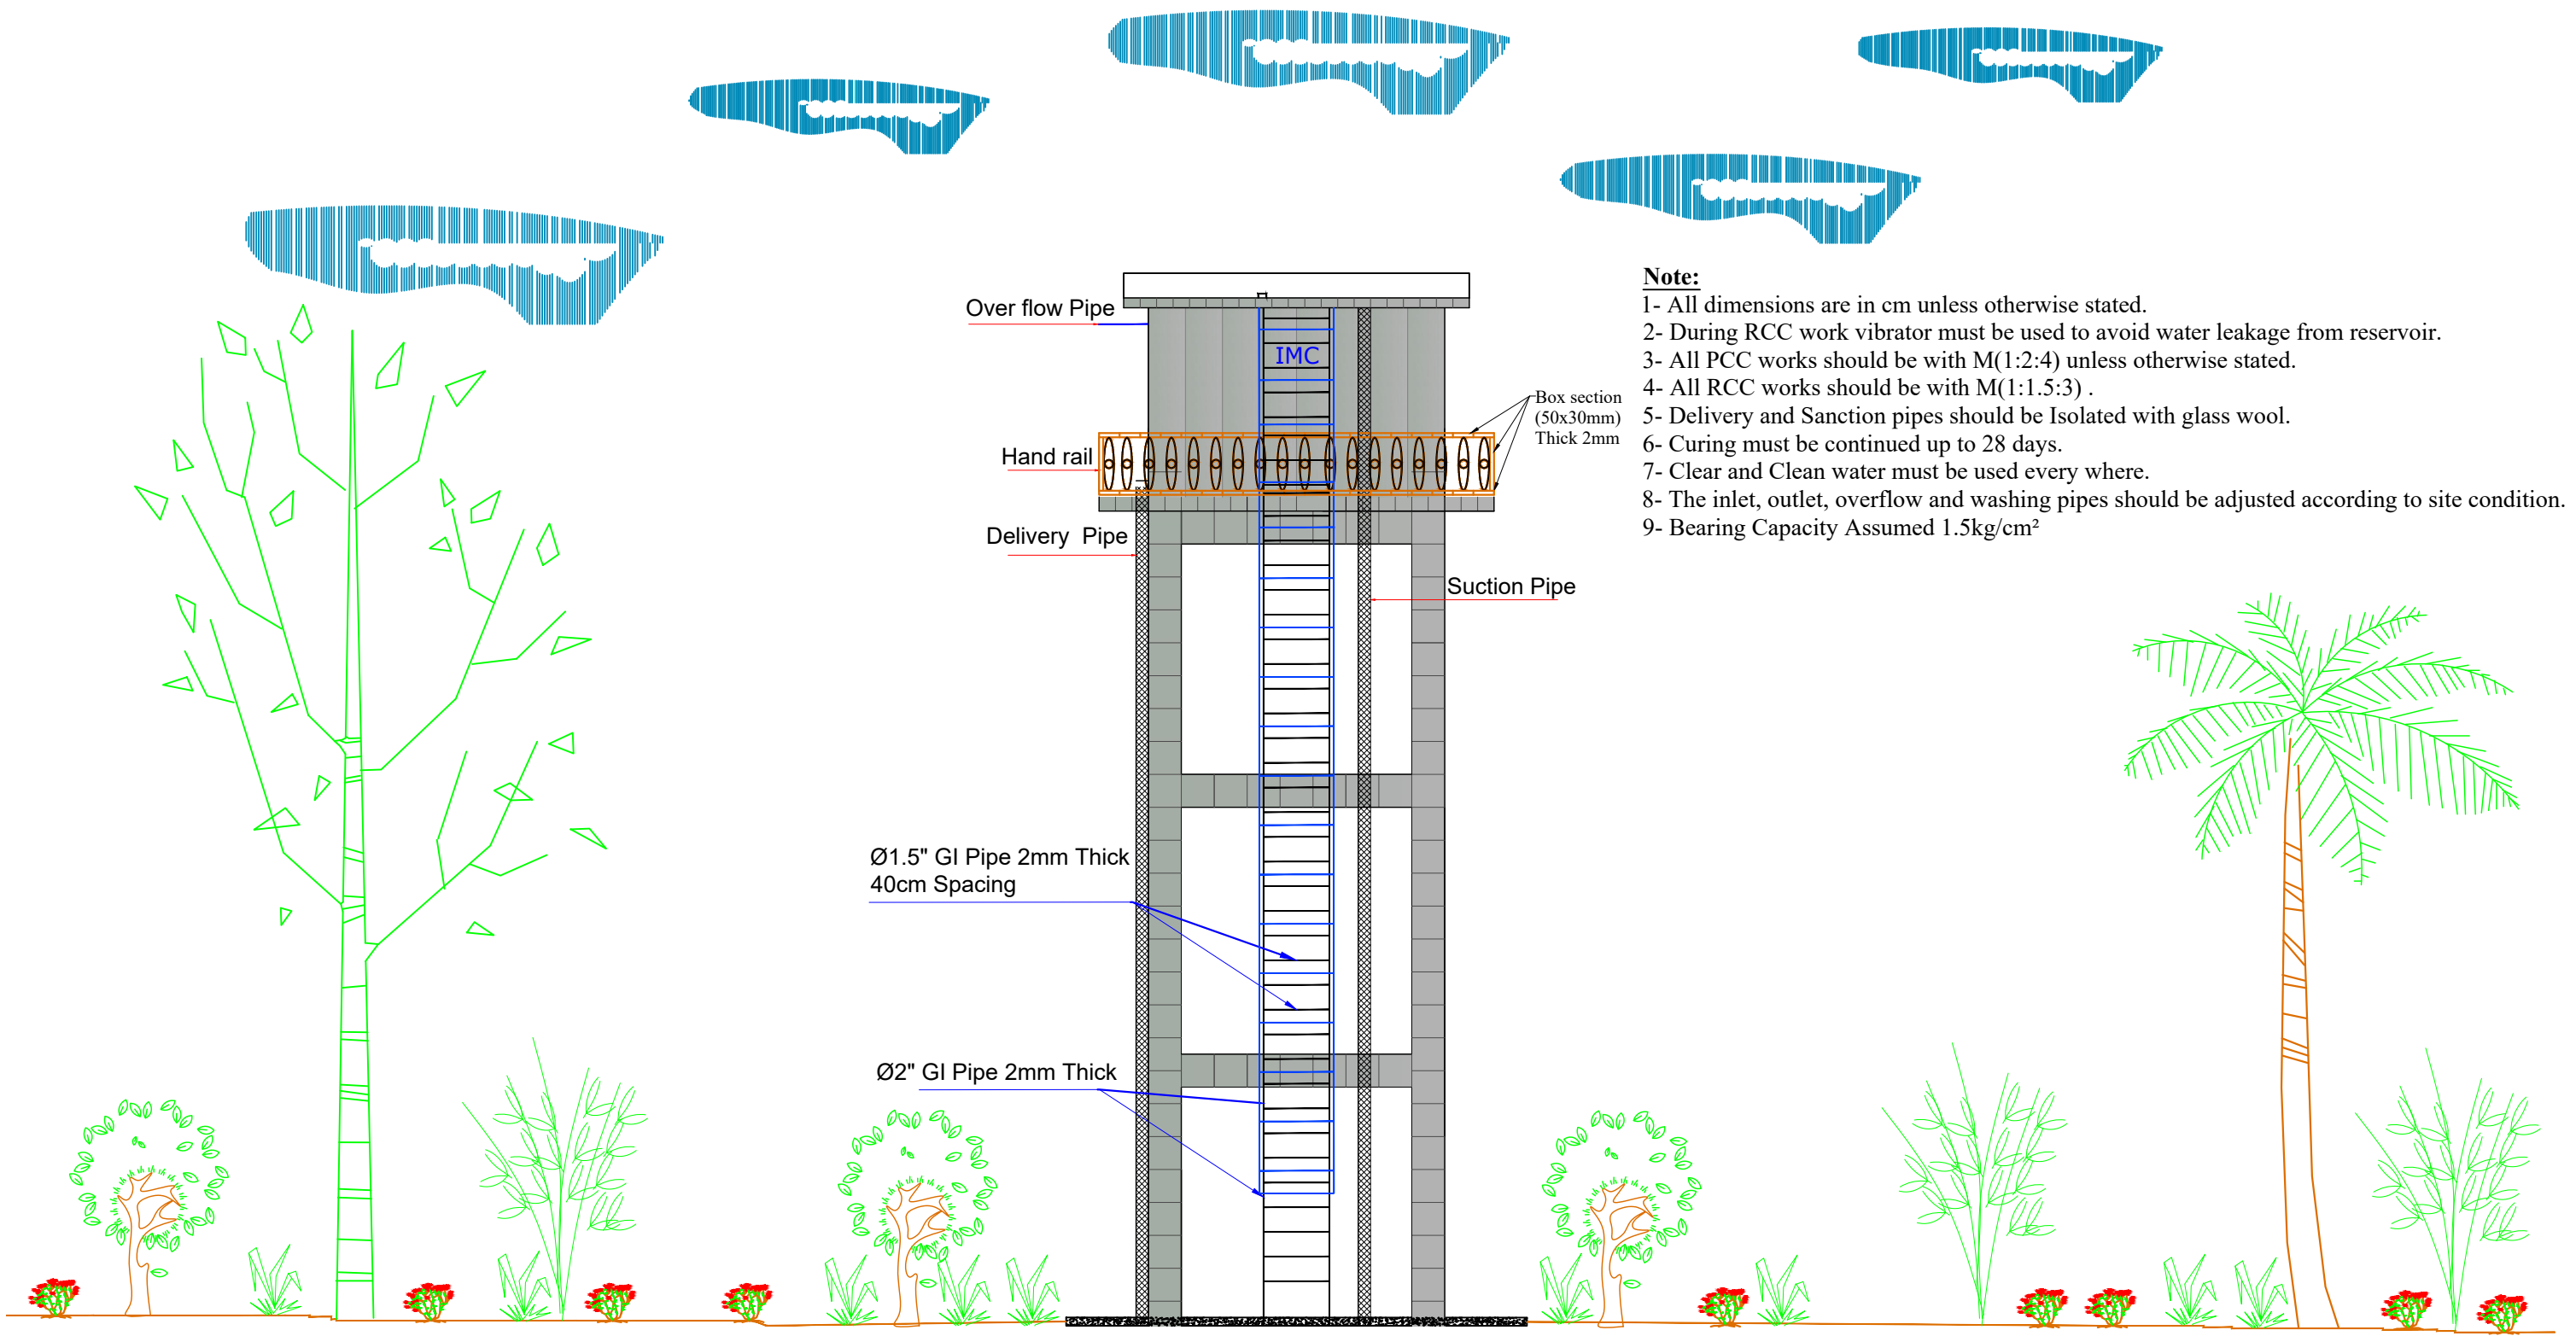 Note:
1- All dimensions are in cm unless otherwise stated.
2- During RCC work vibrator must be used to avoid water leakage from reservoir.
3- All PCC works should be with M(1:2:4) unless otherwise stated.
4- All RCC works should be with M(1:1.5:3) .
5- Delivery and Sanction pipes should be Isolated with glass wool.
6- Curing must be continued up to 28 days.
7- Clear and Clean water must be used every where.
8- The inlet, outlet, overflow and washing pipes should be adjusted according to site condition.
9- Bearing Capacity Assumed 1.5kg/cm²
Over flow Pipe
IMC
Box section
(50x30mm)
Thick 2mm
Hand rail
Delivery  Pipe
Suction Pipe
Ø1.5" GI Pipe 2mm Thick
40cm Spacing
Ø2" GI Pipe 2mm Thick